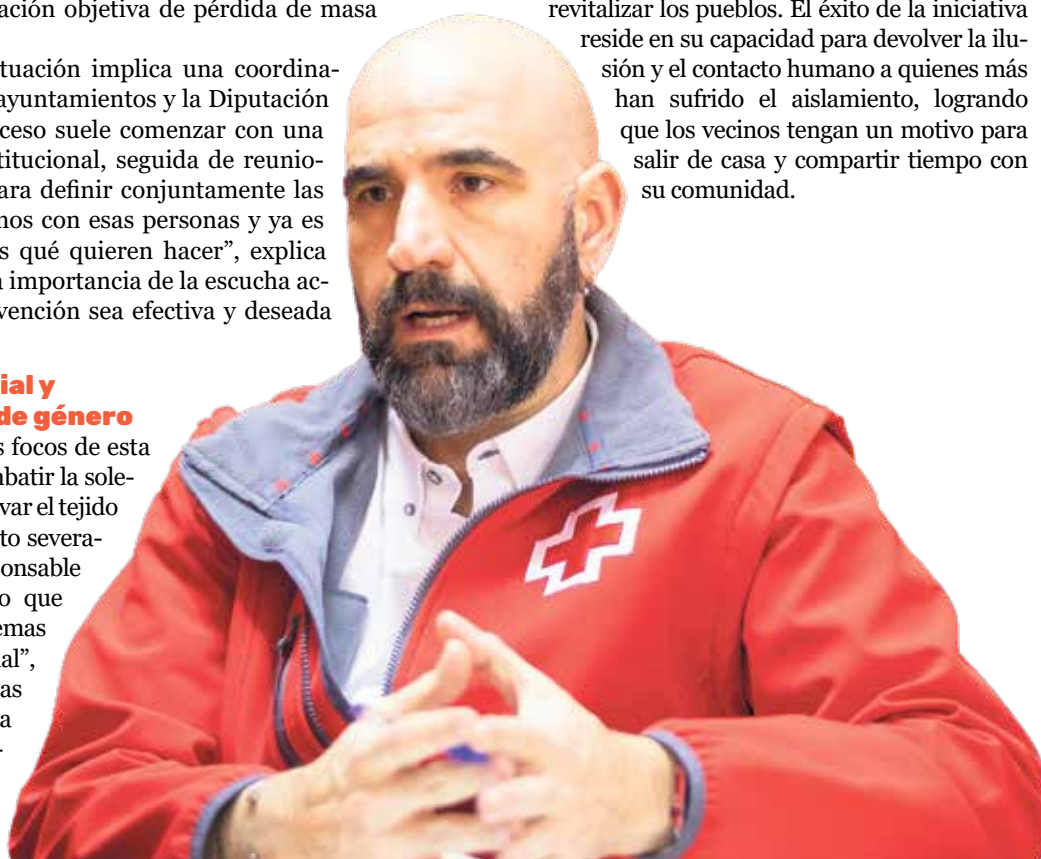 ación objetiva de pérdida de masa
tuación implica una coordina-
ayuntamientos y la Diputación
ceso suele comenzar con una
titucional, seguida de reunio-
ara definir conjuntamente las
nos con esas personas y ya es
s qué quieren hacer”, explica
importancia de la escucha ac-
vención sea efectiva y deseada
ial y
de género
s focos de esta
batir la sole-
var el tejido
to severa-
onsable
o que
emas
al”,
as
a
revitalizar los pueblos. El éxito de la iniciativa
reside en su capacidad para devolver la ilu-
sión y el contacto humano a quienes más
han sufrido el aislamiento, logrando
que los vecinos tengan un motivo para
salir de casa y compartir tiempo con
su comunidad.